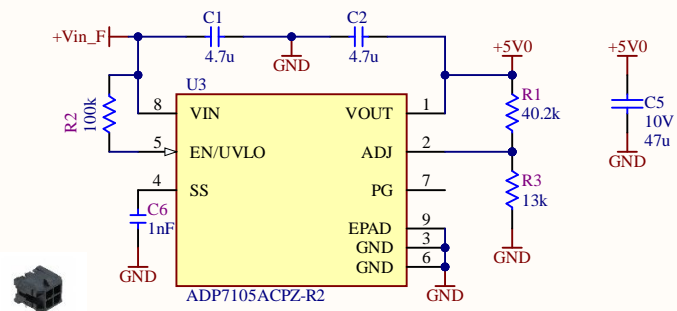 C1
C2
+Vin_F
4.7u
4.7u
+5V0
+5V0
GND
U3
R2
100k
8
VIN
VOUT
1
R1
40.2k
C5
10V
47u
5
EN/UVLO
ADJ
2
GND
4
SS
PG
7
R3
13k
C6
1nF
EPAD
9
GND
3
GND
6
GND
GND
GND
ADP7105ACPZ-R2